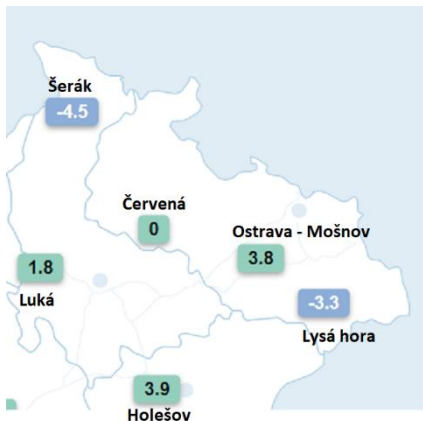 Šerák
-4.5
Červená
0
Ostrava - Mošnov
3.8
1.8
Luká
-3.3
Lysá hora
3.9
Holešov